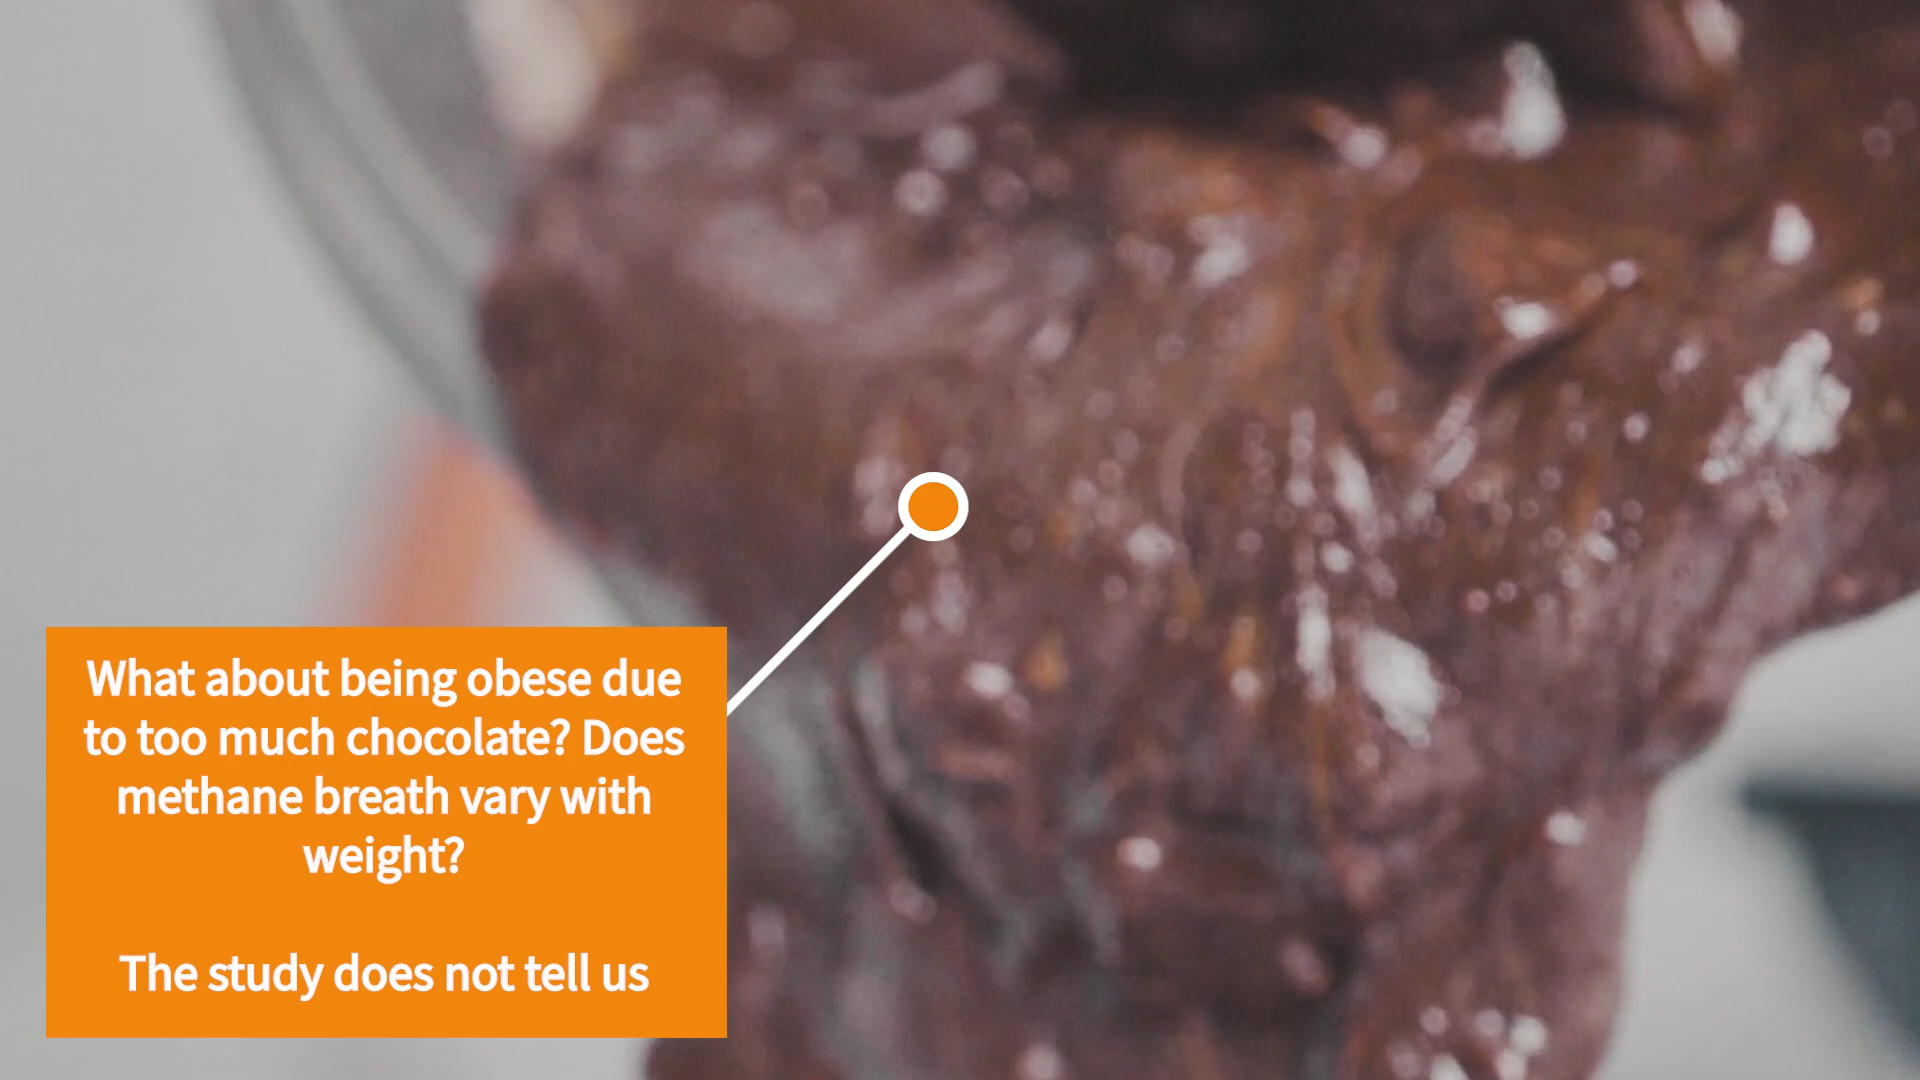 What about being obese due
to too much chocolate? Does
methane breath vary with
weight?
The study does not tell us